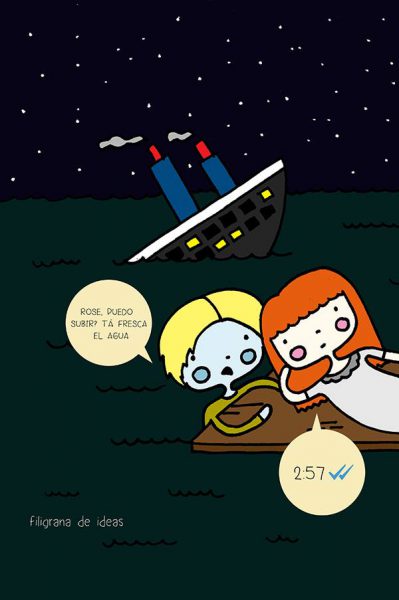 ROSE, PUEDO
SUBIR? TÁ FRESCA
EL AGUA
2:57
filigrana de ideas